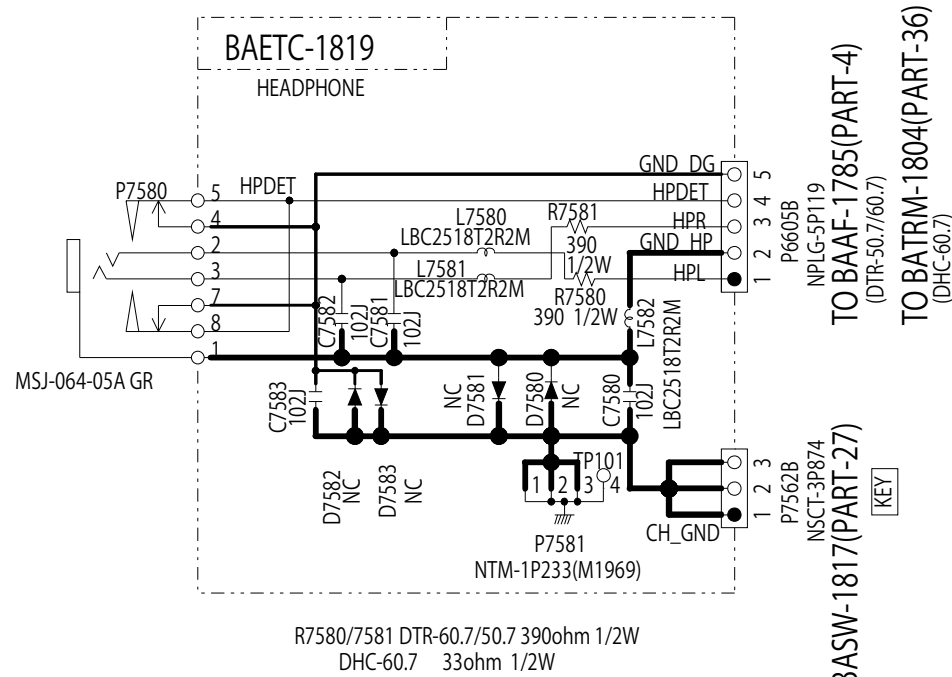 BAETC-1819
HEADPHONE
P7580
5
HPDET
4
2
3
7
8
1
MSJ-064-05A GR
L7580
LBC2518T2R2M
L7581
LBC2518T2R2M
R7581
390
1/2W
R7580
390 1/2W
GND DG
HPDET
HPR
GND HP
HPL
5
4
3
2
1
P6605B
NPLG-5P119
TO BAAF-1785(PART-4)
(DTR-50.7/60.7)
TO BATRM-1804(PART-36)
(DHC-60.7)
C7582
102J
C7581
102J
L7582
LBC2518T2R2M
C7583
102J
NC
D7581
D7580
NC
C7580
102J
D7582
NC
D7583
NC
TP101
1
2
3
4
P7581
NTM-1P233(M1969)
CH_GND
3
2
1
P7562B
NSCT-3P874
BASW-1817(PART-27)
KEY
R7580/7581 DTR-60.7/50.7 390ohm 1/2W
DHC-60.7 33ohm 1/2W